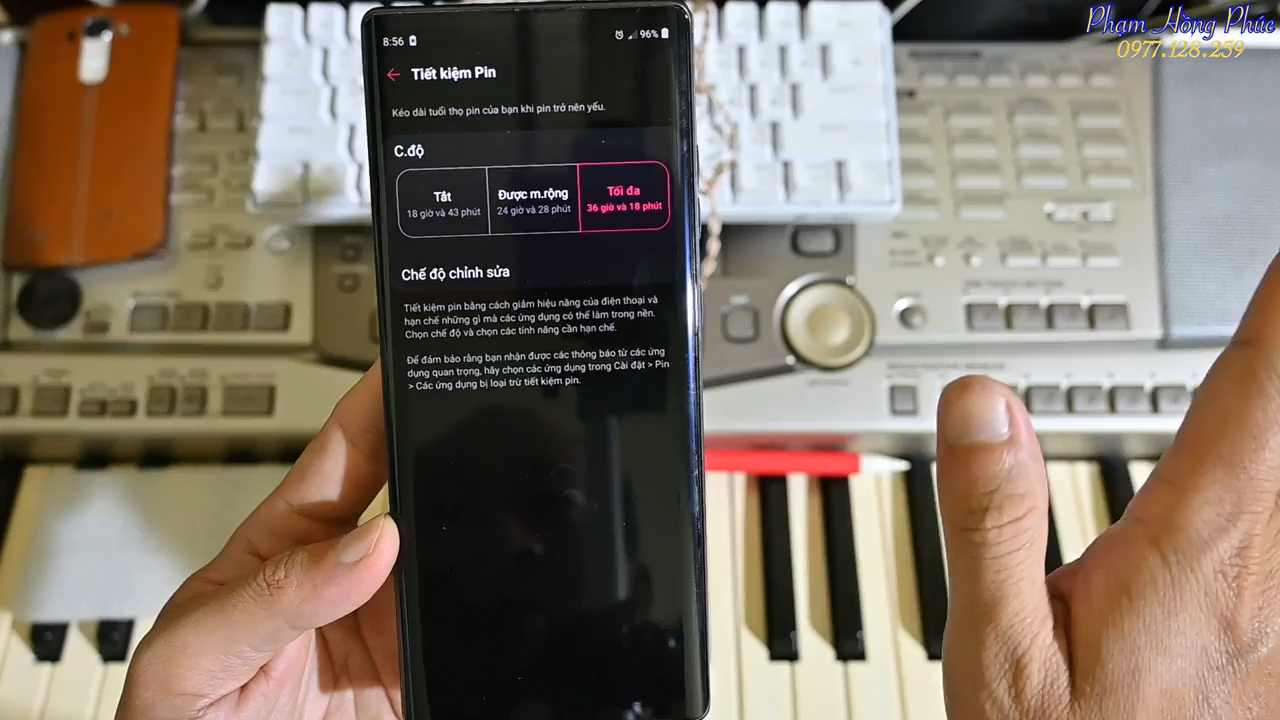 Phạm Hồng Phúc
0977.128.259
8:56
96%
Tiết kiệm Pin
Kéo dài tuổi thọ pin của bạn khi pin trở nên yếu.
C.độ
Tắt
18 giờ và 43 phút
Được m.rộng
24 giờ và 28 phút
Tối đa
36 giờ và 18 phút
Chế độ chỉnh sửa
Tiết kiệm pin bằng cách giảm hiệu năng của điện thoại và
hạn chế những gì mà các ứng dụng có thể làm trong nền.
Chọn chế độ và chọn các tính năng cần hạn chế.
Để đảm bảo rằng bạn nhận được các thông báo từ các ứng
dụng quan trọng, hãy chọn các ứng dụng trong Cài đặt > Pin
> Các ứng dụng bị loại trừ tiết kiệm pin.